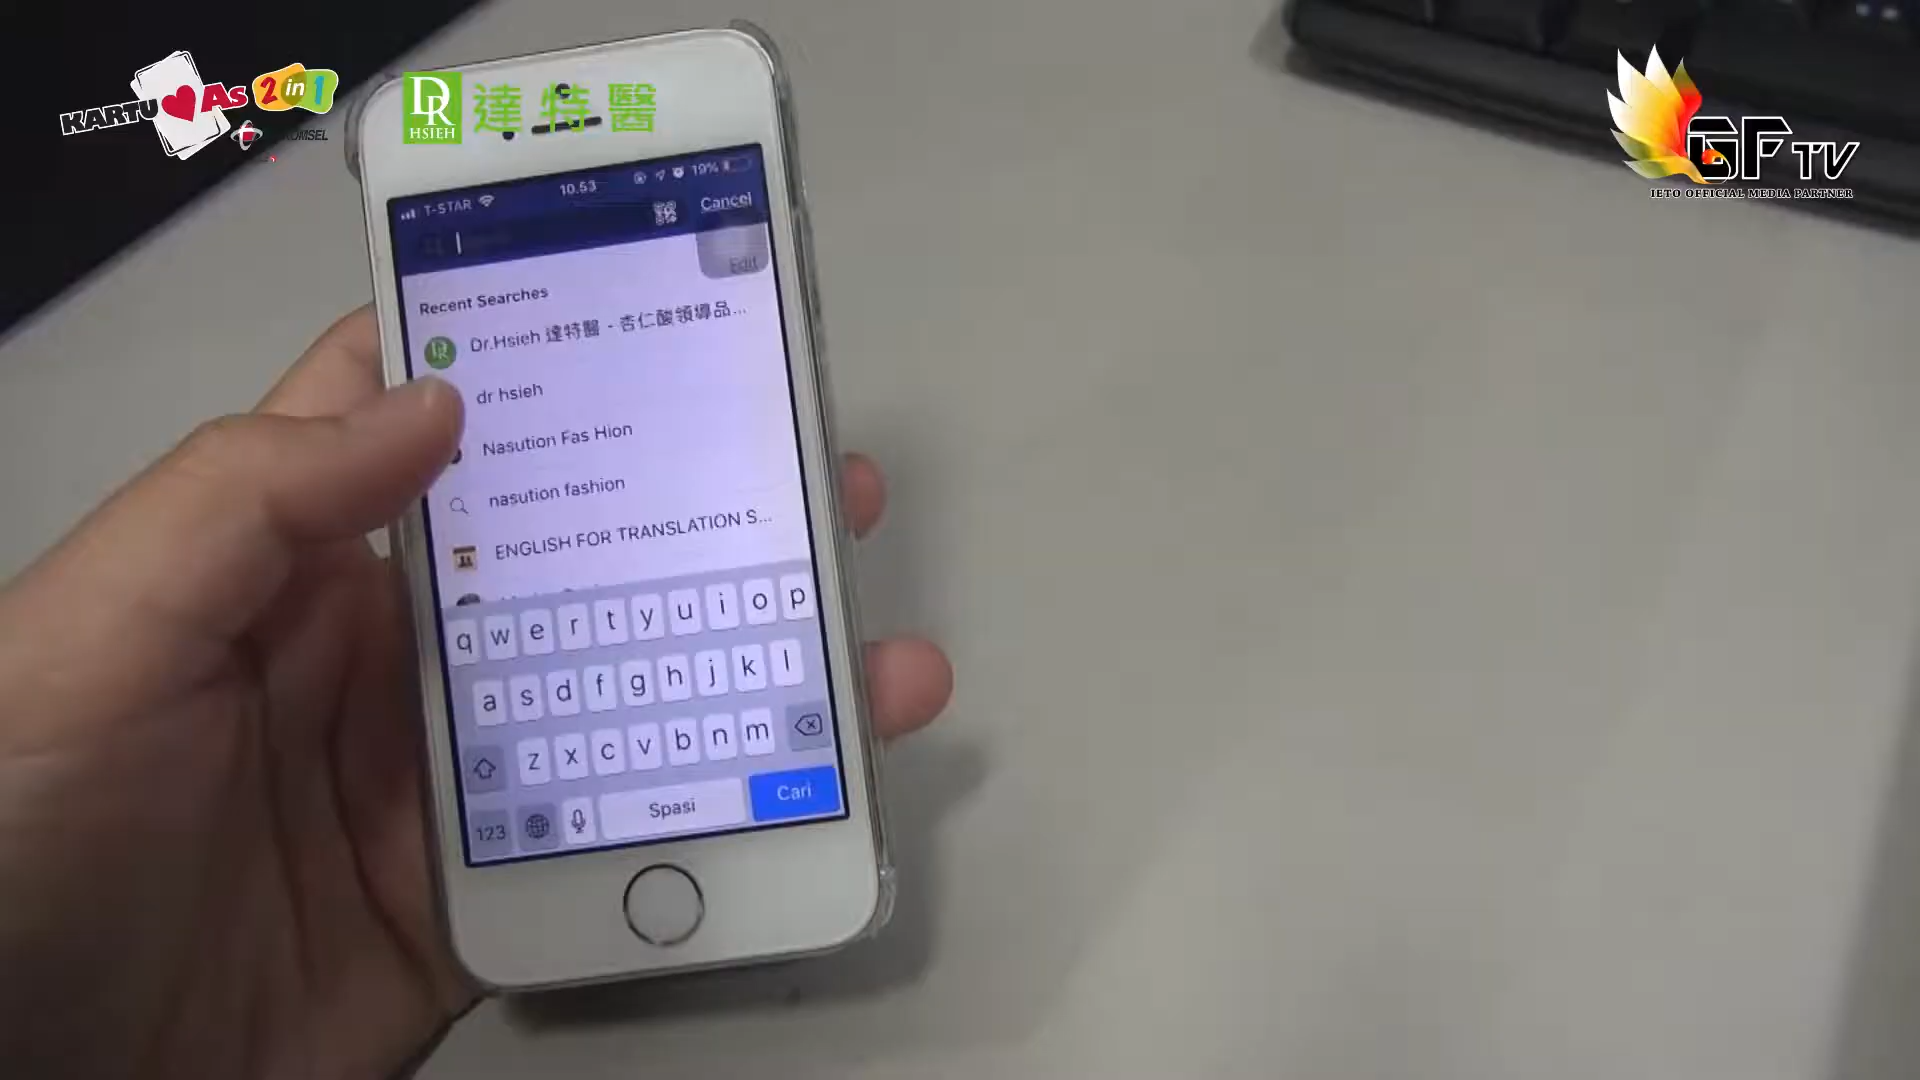 KARTU As 2in1
DR HSIEH 達特醫
GF TV
IETO OFFICIAL MEDIA PARTNER
T-STAR 10.53 19%
Cancel
Edit
Recent Searches
Dr.Hsieh 達特醫 - 杏仁酸領導品...
dr hsieh
Nasution Fas Hion
nasution fashion
ENGLISH FOR TRANSLATION S...
q w e r t y u i o p
a s d f g h j k l
z x c v b n m
123 Spasi Cari